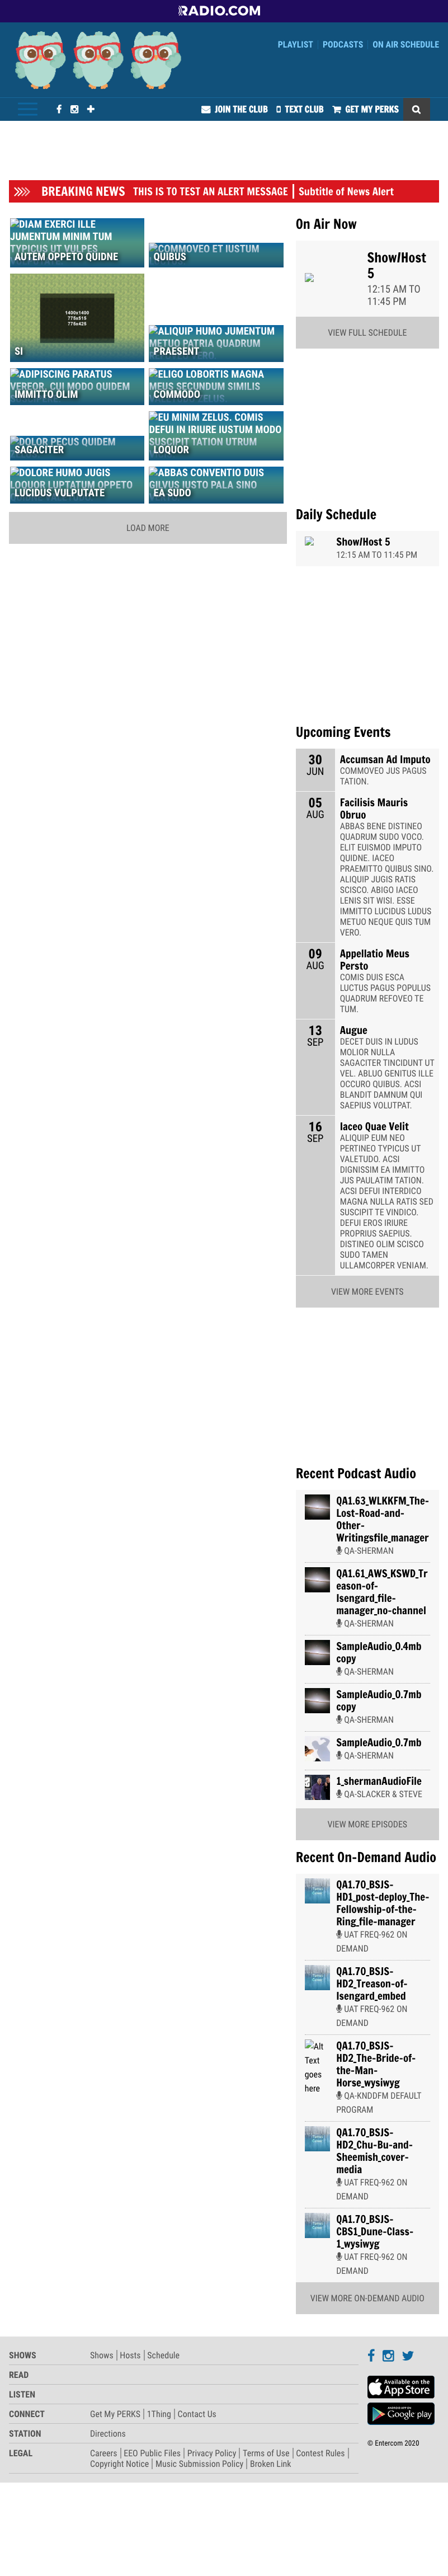 RADIO.COM
PLAYLIST
PODCASTS
ON AIR SCHEDULE
JOIN THE CLUB
TEXT CLUB
GET MY PERKS
BREAKING NEWS THIS IS TO TEST AN ALERT MESSAGE | Subtitle of News Alert
DIAM EXERCI ILLE
JUMENTUM MINIM TUM
TYPICUS UT VULPES
AUTEM OPPETO QUIDNE
COMMOVEO ET IUSTUM
QUIBUS
1400x1400
775x515
775x425
SI
ALIQUIP HUMO JUMENTUM
METUO PATRIA QUADRUM
PRAESENT
ADIPISCING PARATUS
VEREOR. CUI MODO QUIDEM
IMMITTO OLIM
ELIGO LOBORTIS MAGNA
MEUS SECUNDUM SIMILIS
COMMODO
DOLOR PECUS QUIDEM
SAGACITER
EU MINIM ZELUS. COMIS
DEFUI IN IRIURE IUSTUM MODO
SUSCIPIT TATION UTRUM
LOQUOR
DOLORE HUMO JUGIS
LOQUOR LUPTATUM OPPETO
LUCIDUS VULPUTATE
ABBAS CONVENTIO DUIS
GILVUS IUSTO PALA SINO
EA SUDO
LOAD MORE
On Air Now
Show/Host
5
12:15 AM TO
11:45 PM
VIEW FULL SCHEDULE
Daily Schedule
Show/Host 5
12:15 AM TO 11:45 PM
Upcoming Events
30
JUN
Accumsan Ad Imputo
COMMOVEO JUS PAGUS
TATION.
05
AUG
Facilisis Mauris
Obruo
ABBAS BENE DISTINEO
QUADRUM SUDO VOCO.
ELIT EUISMOD IMPUTO
QUIDNE. IACEO
PRAEMITTO QUIBUS SINO.
ALIQUIP JUGIS RATIS
SCISCO. ABIGO IACEO
LENIS SIT WISI. ESSE
IMMITTO LUCIDUS LUDUS
METUO NEQUE QUIS TUM
VERO.
09
AUG
Appellatio Meus
Persto
COMIS DUIS ESCA
LUCTUS PAGUS POPULUS
QUADRUM REFOVEO TE
TUM.
13
SEP
Augue
DECET DUIS IN LUDUS
MOLIOR NULLA
SAGACITER TINCIDUNT UT
VEL. ABLUO GENITUS ILLE
OCCURO QUIBUS. ACSI
BLANDIT DAMNUM QUI
SAEPIUS VOLUTPAT.
16
SEP
Iaceo Quae Velit
ALIQUIP EUM NEO
PERTINEO TYPICUS UT
VALETUDO. ACSI
DIGNISSIM EA IMMITTO
JUS PAULATIM TATION.
ACSI DEFUI INTERDICO
MAGNA NULLA RATIS SED
SUSCIPIT TE VINDICO.
DEFUI EROS IRIURE
PROPRIUS SAEPIUS.
DISTINEO OLIM SCISCO
SUDO TAMEN
ULLAMCORPER VENIAM.
VIEW MORE EVENTS
Recent Podcast Audio
QA1.63_WLKKFM_The-
Lost-Road-and-
Other-
Writingsfile_manager
QA-SHERMAN
QA1.61_AWS_KSWD_Tr
eason-of-
Isengard_file-
manager_no-channel
QA-SHERMAN
SampleAudio_0.4mb
copy
QA-SHERMAN
SampleAudio_0.7mb
copy
QA-SHERMAN
SampleAudio_0.7mb
QA-SHERMAN
1_shermanAudioFile
QA-SLACKER & STEVE
VIEW MORE EPISODES
Recent On-Demand Audio
QA1.70_BSJS-
HD1_post-deploy_The-
Fellowship-of-the-
Ring_file-manager
UAT FREQ-962 ON
DEMAND
QA1.70_BSJS-
HD2_Treason-of-
Isengard_embed
UAT FREQ-962 ON
DEMAND
Alt
Text
goes
here
QA1.70_BSJS-
HD2_The-Bride-of-
the-Man-
Horse_wysiwyg
QA-KNDDFM DEFAULT
PROGRAM
QA1.70_BSJS-
HD2_Chu-Bu-and-
Sheemish_cover-
media
UAT FREQ-962 ON
DEMAND
QA1.70_BSJS-
CBS1_Dune-Class-
1_wysiwyg
UAT FREQ-962 ON
DEMAND
VIEW MORE ON-DEMAND AUDIO
SHOWS Shows | Hosts | Schedule
READ
LISTEN
CONNECT Get My PERKS | 1Thing | Contact Us
STATION Directions
LEGAL Careers | EEO Public Files | Privacy Policy | Terms of Use | Contest Rules |
Copyright Notice | Music Submission Policy | Broken Link
Available on the
App Store
ANDROID APP ON
Google play
© Entercom 2020